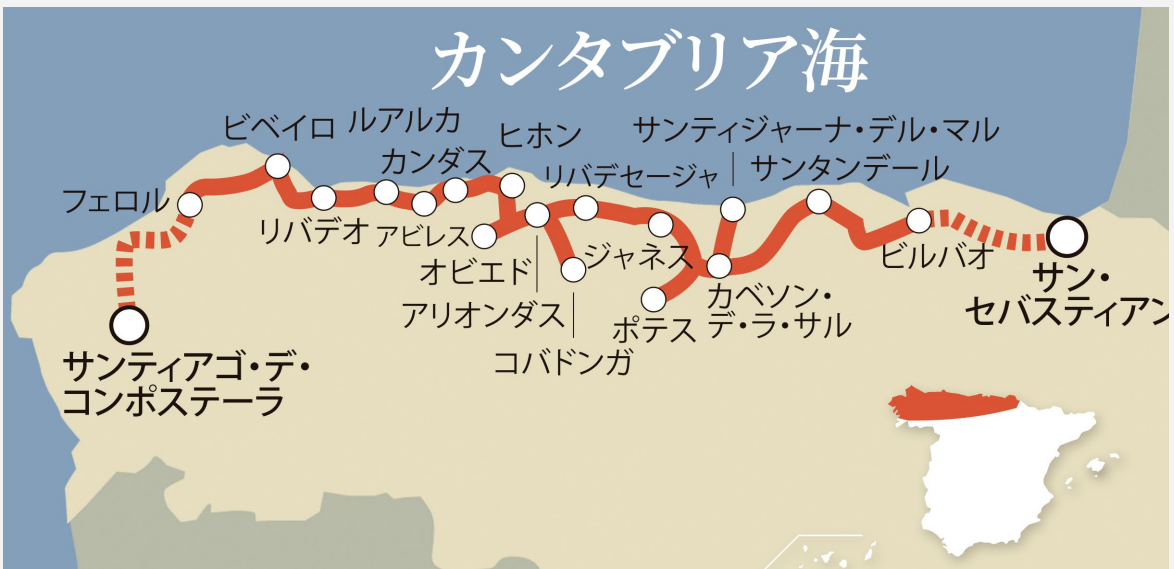 カンタブリア海
ビベイロ
ルアルカ
ヒホン
サンティジャーナ・デル・マル
カンダス
リバデセージャ
サンタンデール
フェロル
リバデオ
アビレス
オビエド
ジャネス
ビルバオ
サン・
セバスティアン
アリオンダス
ポテス
カベソン・
デ・ラ・サル
コバドンガ
サンティアゴ・デ・
コンポステーラ